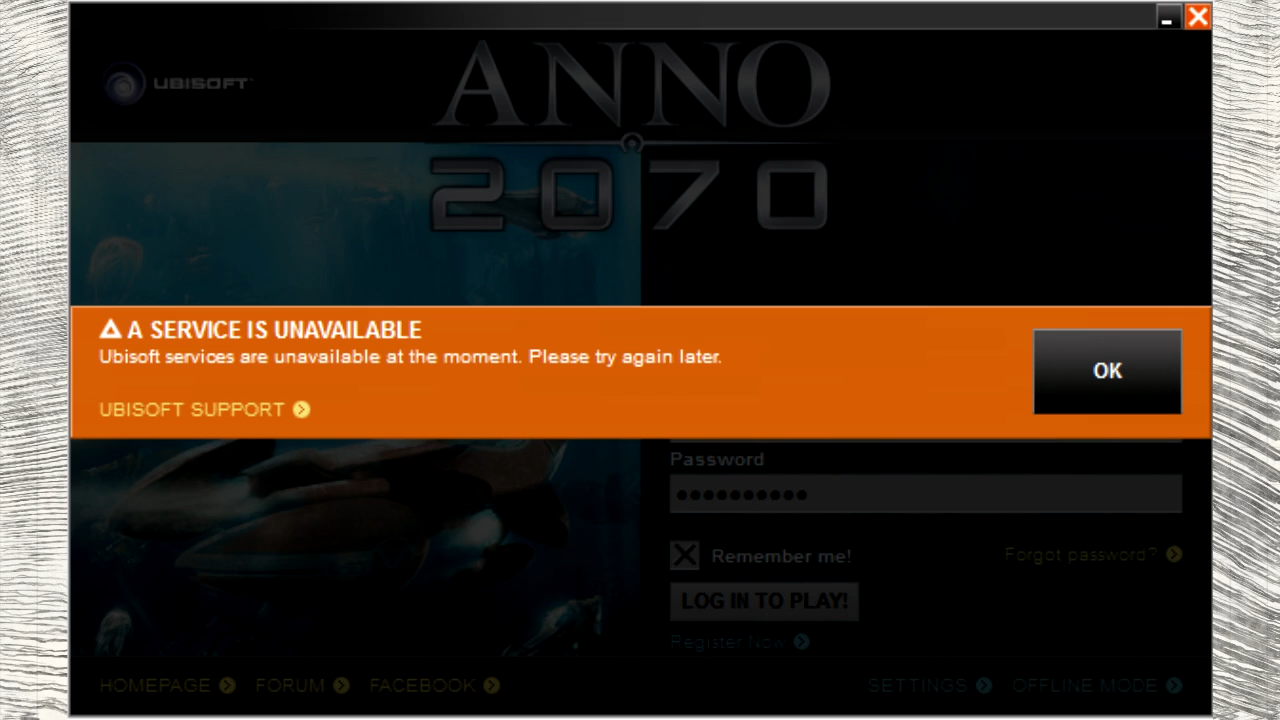 UBISOFT
ANNO
2070
A SERVICE IS UNAVAILABLE
Ubisoft services are unavailable at the moment. Please try again later.
OK
UBISOFT SUPPORT
Password
Remember me!
Forgot password?
LOG IN TO PLAY!
Register Now
HOMEPAGE FORUM FACEBOOK SETTINGS OFFLINE MODE